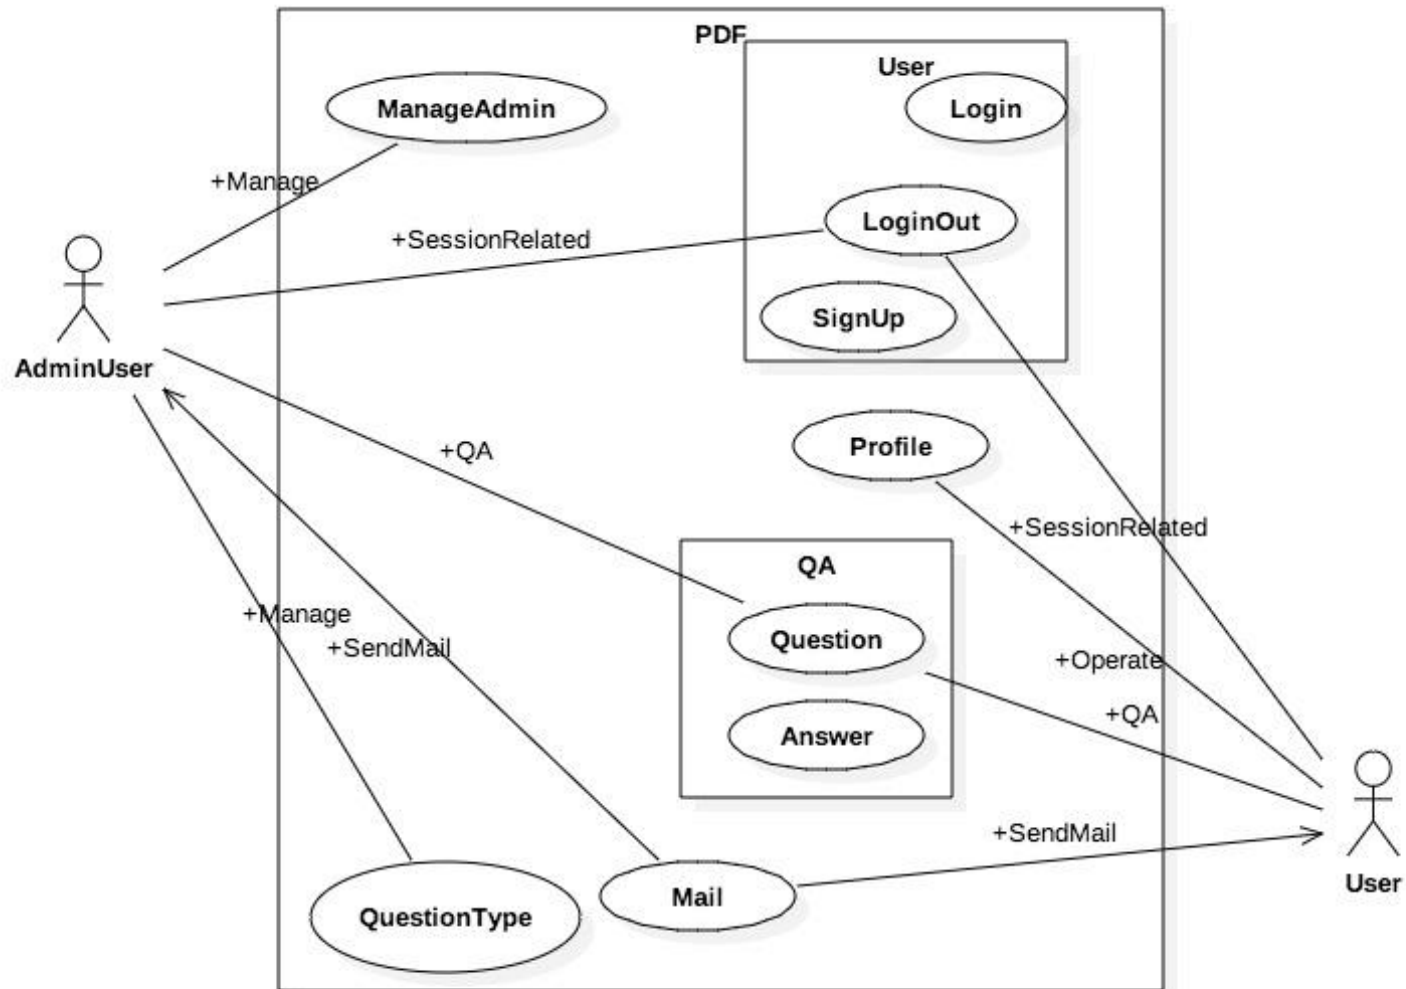 PDF
User
ManageAdmin
Login
+Manage
LoginOut
+SessionRelated
SignUp
AdminUser
+QA
Profile
+SessionRelated
QA
+Manage
Question
+SendMail
+Operate
+QA
Answer
+SendMail
User
Mail
QuestionType